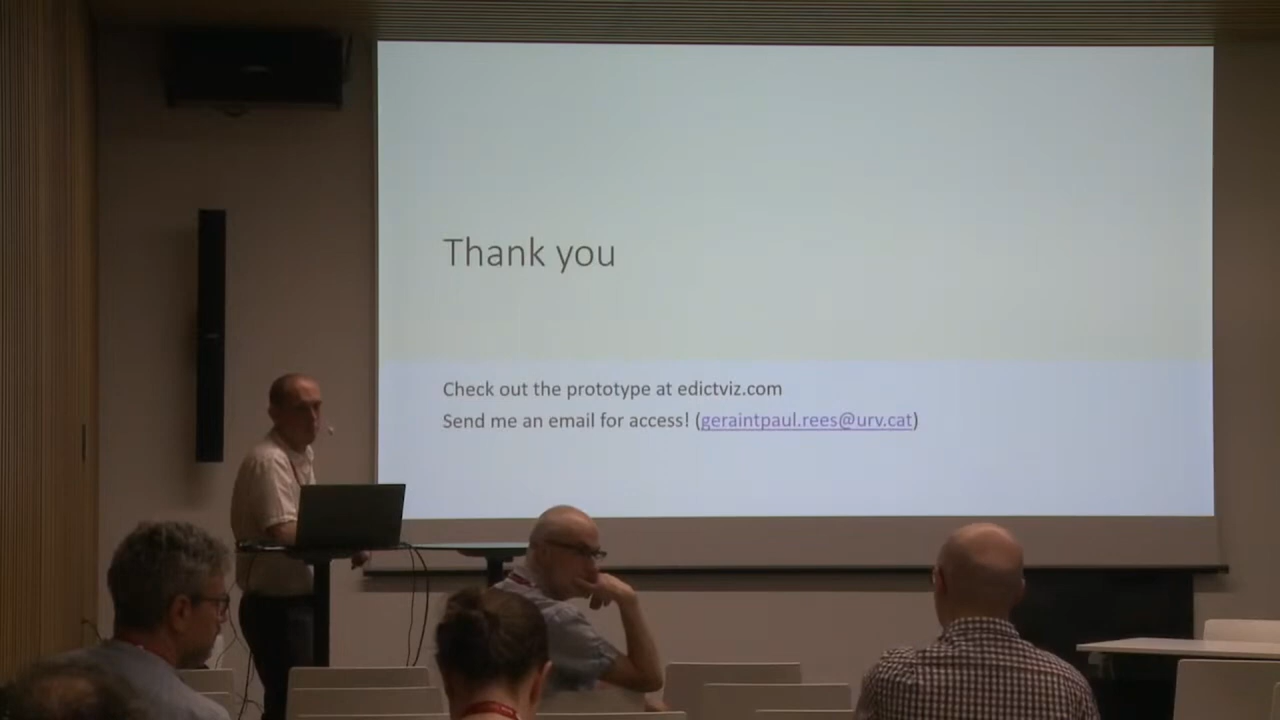 Thank you
Check out the prototype at edictviz.com
Send me an email for access! (geraintpaul.rees@urv.cat)